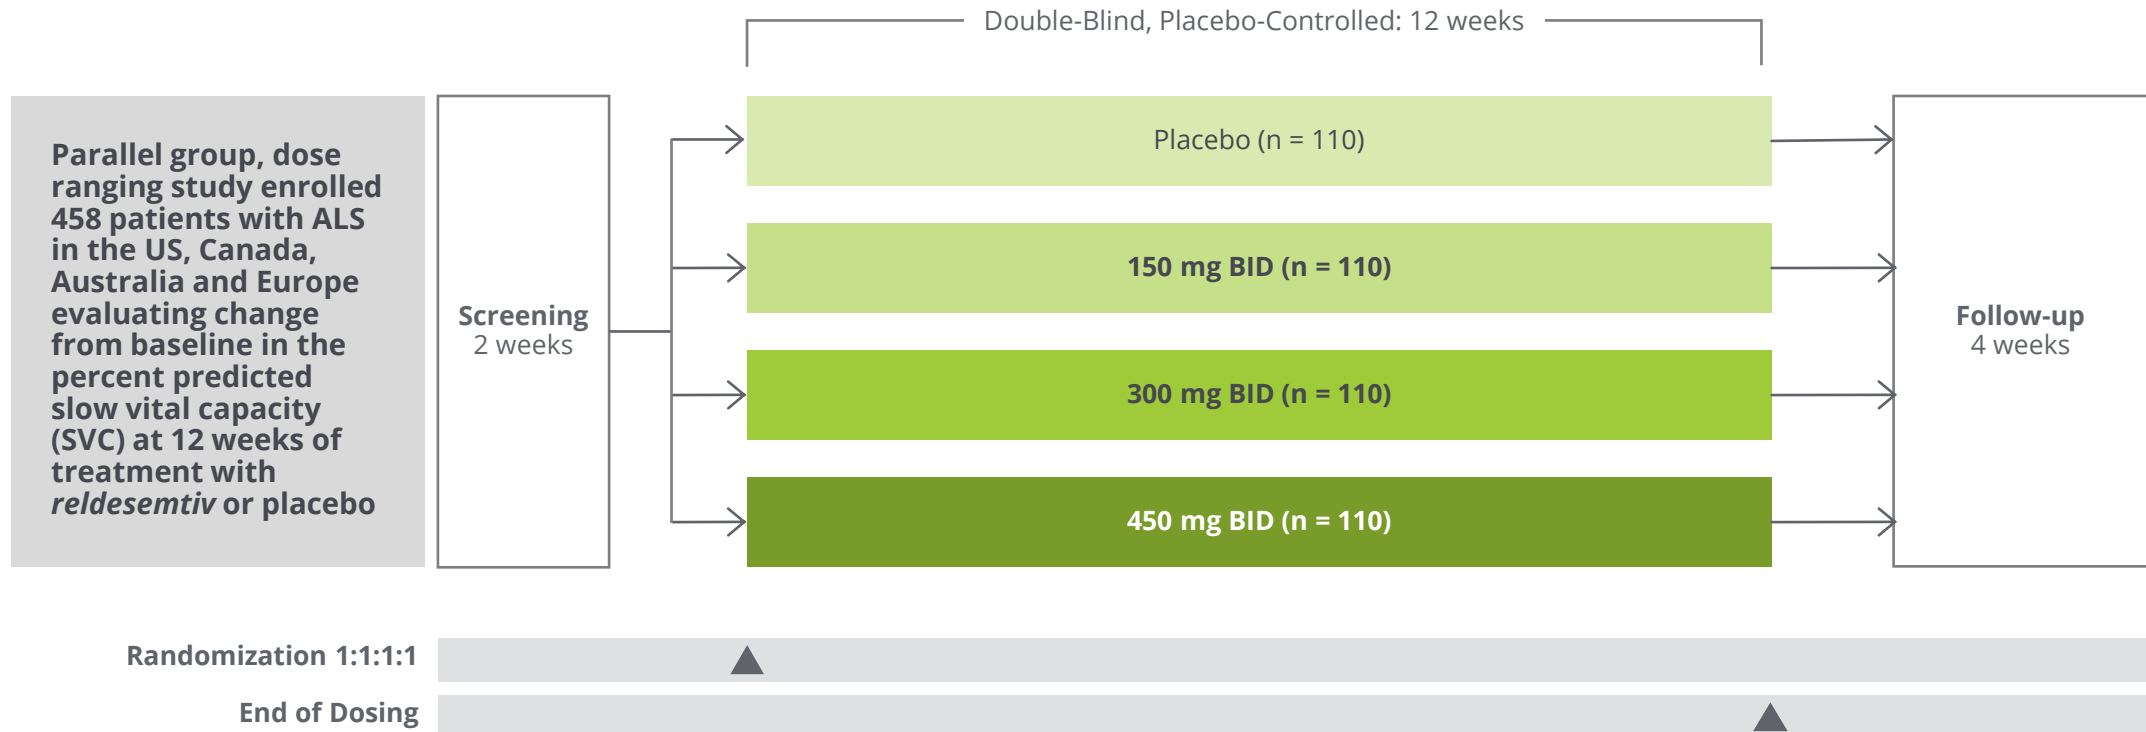 Double-Blind, Placebo-Controlled: 12 weeks
Parallel group, dose
ranging study enrolled
458 patients with ALS
in the US, Canada,
Australia and Europe
evaluating change
from baseline in the
percent predicted
slow vital capacity
(SVC) at 12 weeks of
treatment with
reldesemtiv or placebo
Screening
2 weeks
Placebo (n = 110)
150 mg BID (n = 110)
300 mg BID (n = 110)
450 mg BID (n = 110)
Follow-up
4 weeks
Randomization 1:1:1:1
End of Dosing